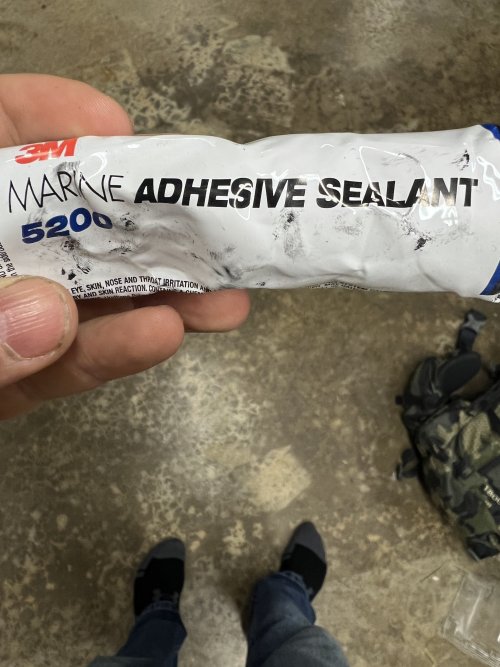 3M
MARINE ADHESIVE SEALANT
5200
EYE, SKIN, NOSE AND THROAT IRRITATION
AND SKIN REACTION.